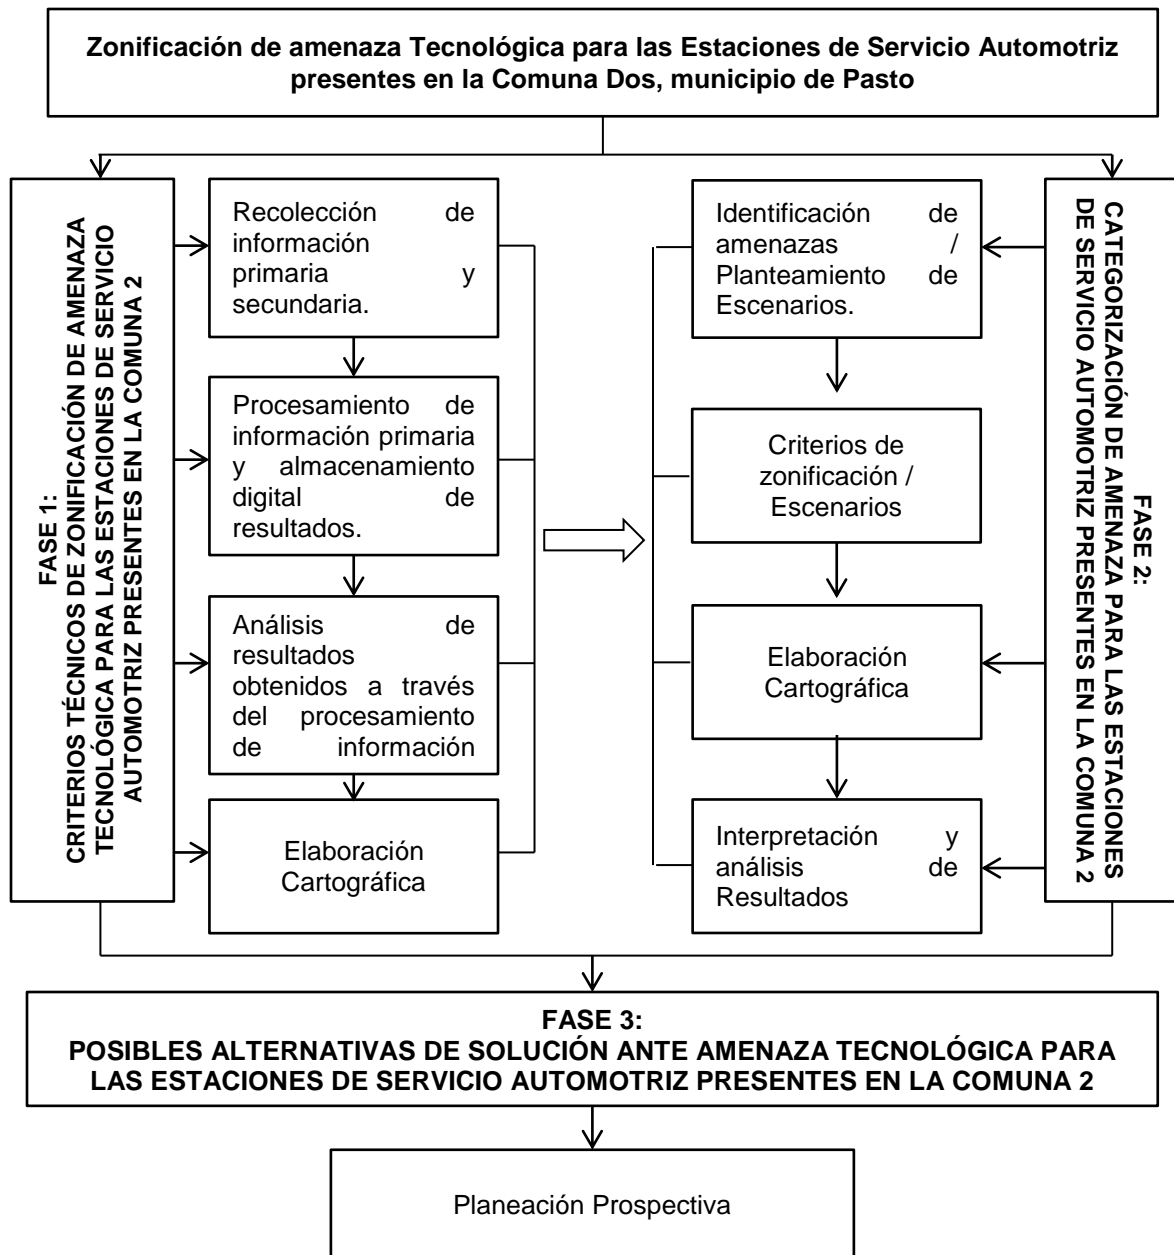 Zonificación de amenaza Tecnológica para las Estaciones de Servicio Automotriz
presentes en la Comuna Dos, municipio de Pasto
FASE 1:
CRITERIOS TÉCNICOS DE ZONIFICACIÓN DE AMENAZA
TECNOLÓGICA PARA LAS ESTACIONES DE SERVICIO
AUTOMOTRIZ PRESENTES EN LA COMUNA 2
Recolección de
información
primaria y
secundaria.
Procesamiento de
información primaria
y almacenamiento
digital de
resultados.
Análisis de
resultados
obtenidos a través
del procesamiento
de información
Elaboración
Cartográfica
Identificación de
amenazas /
Planteamiento de
Escenarios.
Criterios de
zonificación /
Escenarios
Elaboración
Cartográfica
Interpretación y
análisis de
Resultados
FASE 2:
CATEGORIZACIÓN DE AMENAZA PARA LAS ESTACIONES
DE SERVICIO AUTOMOTRIZ PRESENTES EN LA COMUNA 2
FASE 3:
POSIBLES ALTERNATIVAS DE SOLUCIÓN ANTE AMENAZA TECNOLÓGICA PARA
LAS ESTACIONES DE SERVICIO AUTOMOTRIZ PRESENTES EN LA COMUNA 2
Planeación Prospectiva